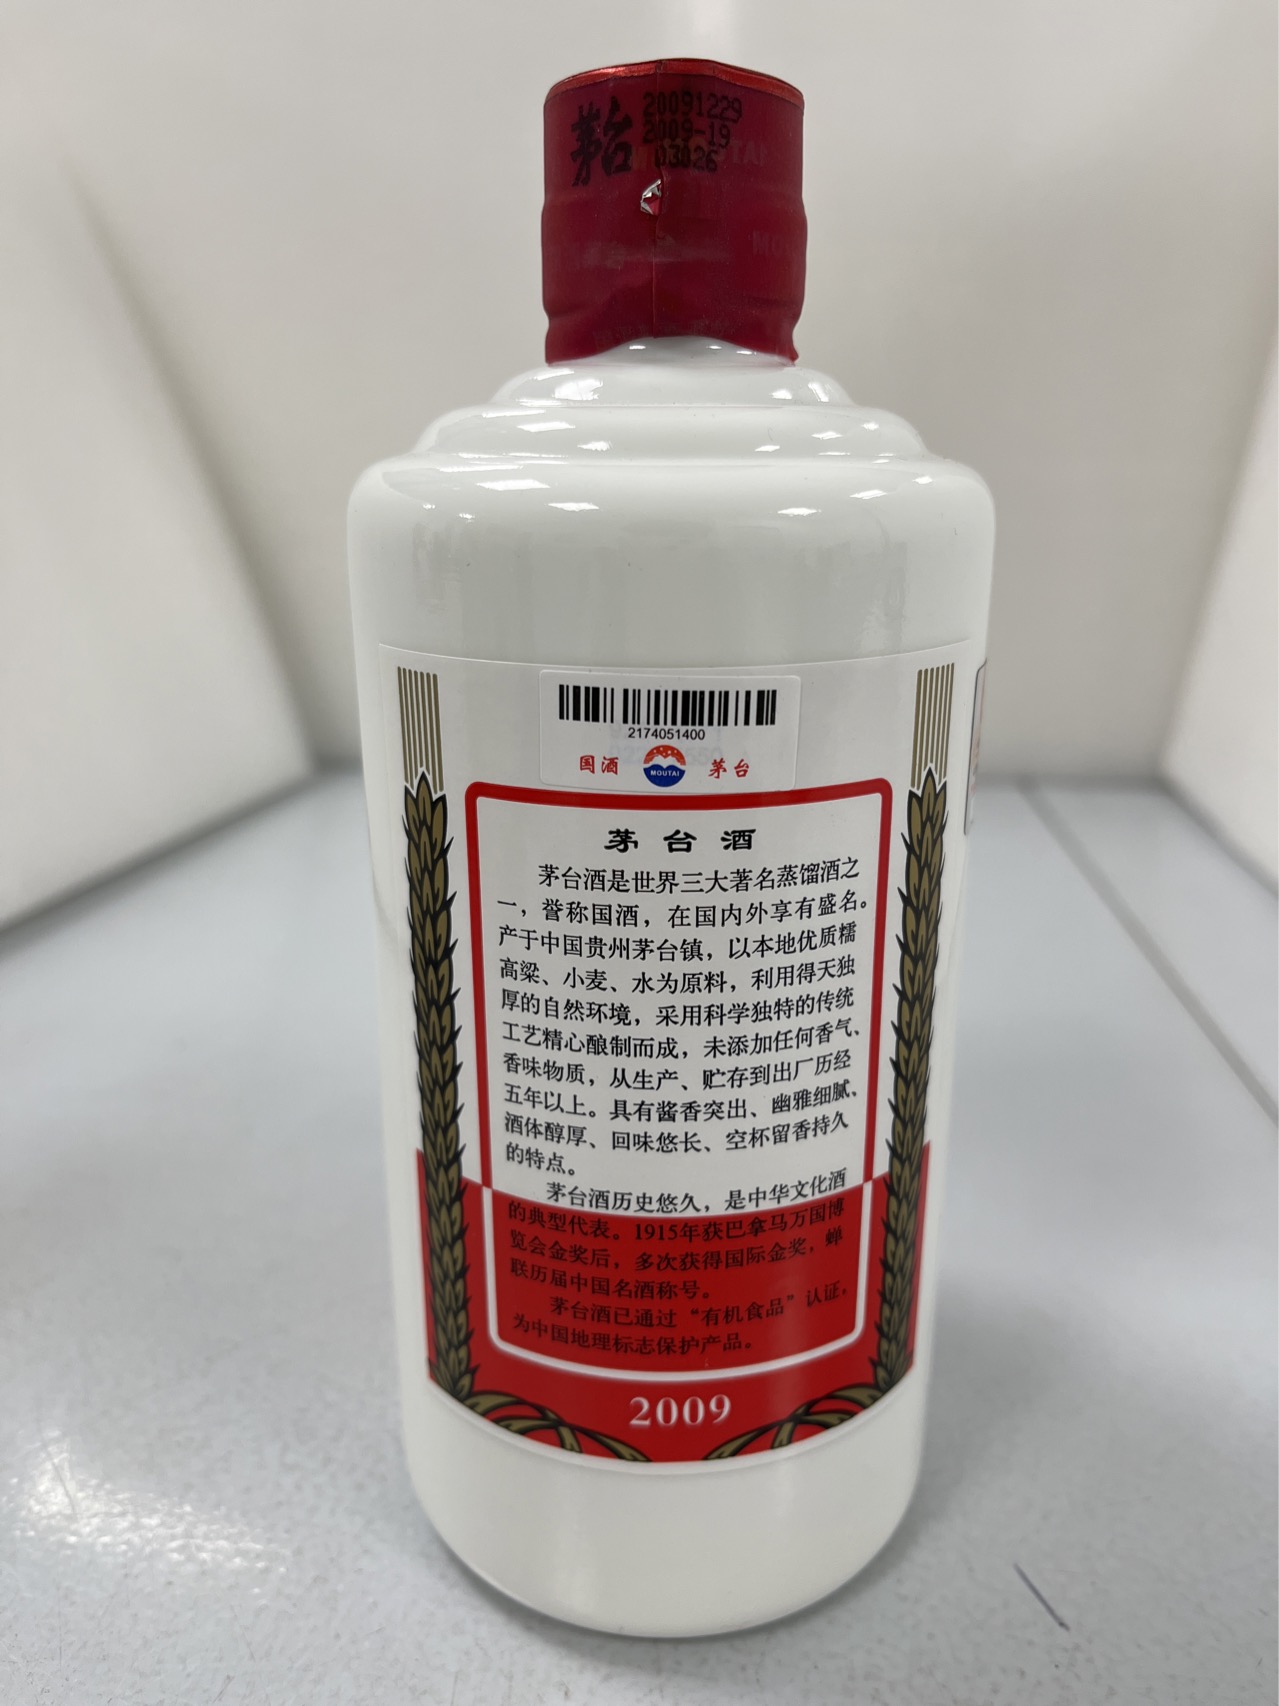 茅台
20091229
2009-19
03026
2174051400
国酒 MOUTAI 茅台
茅台酒
茅台酒是世界三大著名蒸馏酒之
一，誉称国酒，在国内外享有盛名。
产于中国贵州茅台镇，以本地优质糯
高粱、小麦、水为原料，利用得天独
厚的自然环境，采用科学独特的传统
工艺精心酿制而成，未添加任何香气、
香味物质，从生产、贮存到出厂历经
五年以上。具有酱香突出、幽雅细腻、
酒体醇厚、回味悠长、空杯留香持久
的特点。
茅台酒历史悠久，是中华文化酒
的典型代表。1915年获巴拿马万国博
览会金奖后，多次获得国际金奖，蝉
联历届中国名酒称号。
茅台酒已通过“有机食品”认证，
为中国地理标志保护产品。
2009